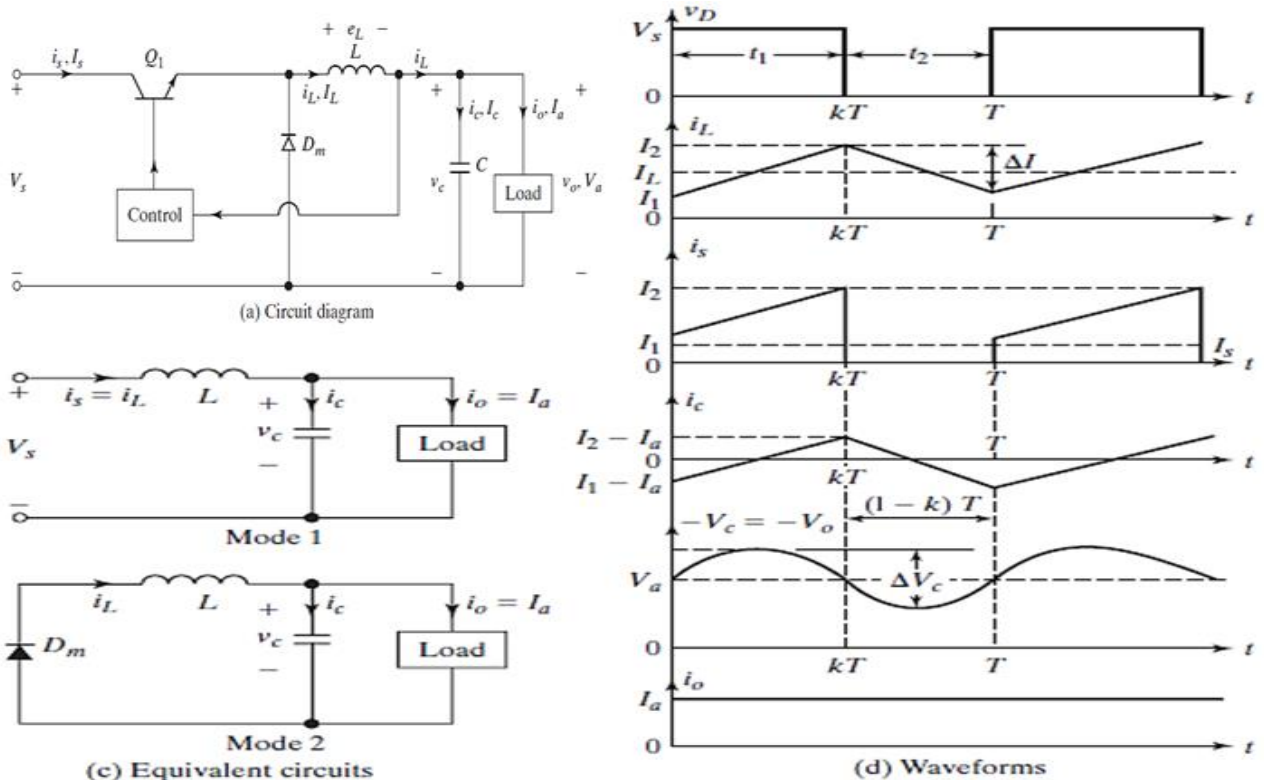 + e_L −
L
i_s, I_s
Q_1
i_L
+
i_L, I_L
+
+
i_c, I_c
i_o, I_a
D_m
C
V_s
v_c
Load
v_o, V_a
Control
−
−
−
(a) Circuit diagram
+
i_s = i_L
L
+
i_c
i_o = I_a
V_s
v_c
Load
−
−
Mode 1
i_L
L
+
i_c
i_o = I_a
D_m
v_c
Load
−
Mode 2
(c) Equivalent circuits
v_D
V_s
t_1
t_2
0
kT
T
t
i_L
I_2
ΔI
I_L
I_1
0
kT
T
t
i_s
I_2
I_1
I_s
0
kT
T
t
i_c
I_2 − I_a
T
0
t
kT
I_1 − I_a
(1 − k) T
−V_c = −V_o
V_a
ΔV_c
0
kT
T
t
i_o
I_a
0
t
(d) Waveforms